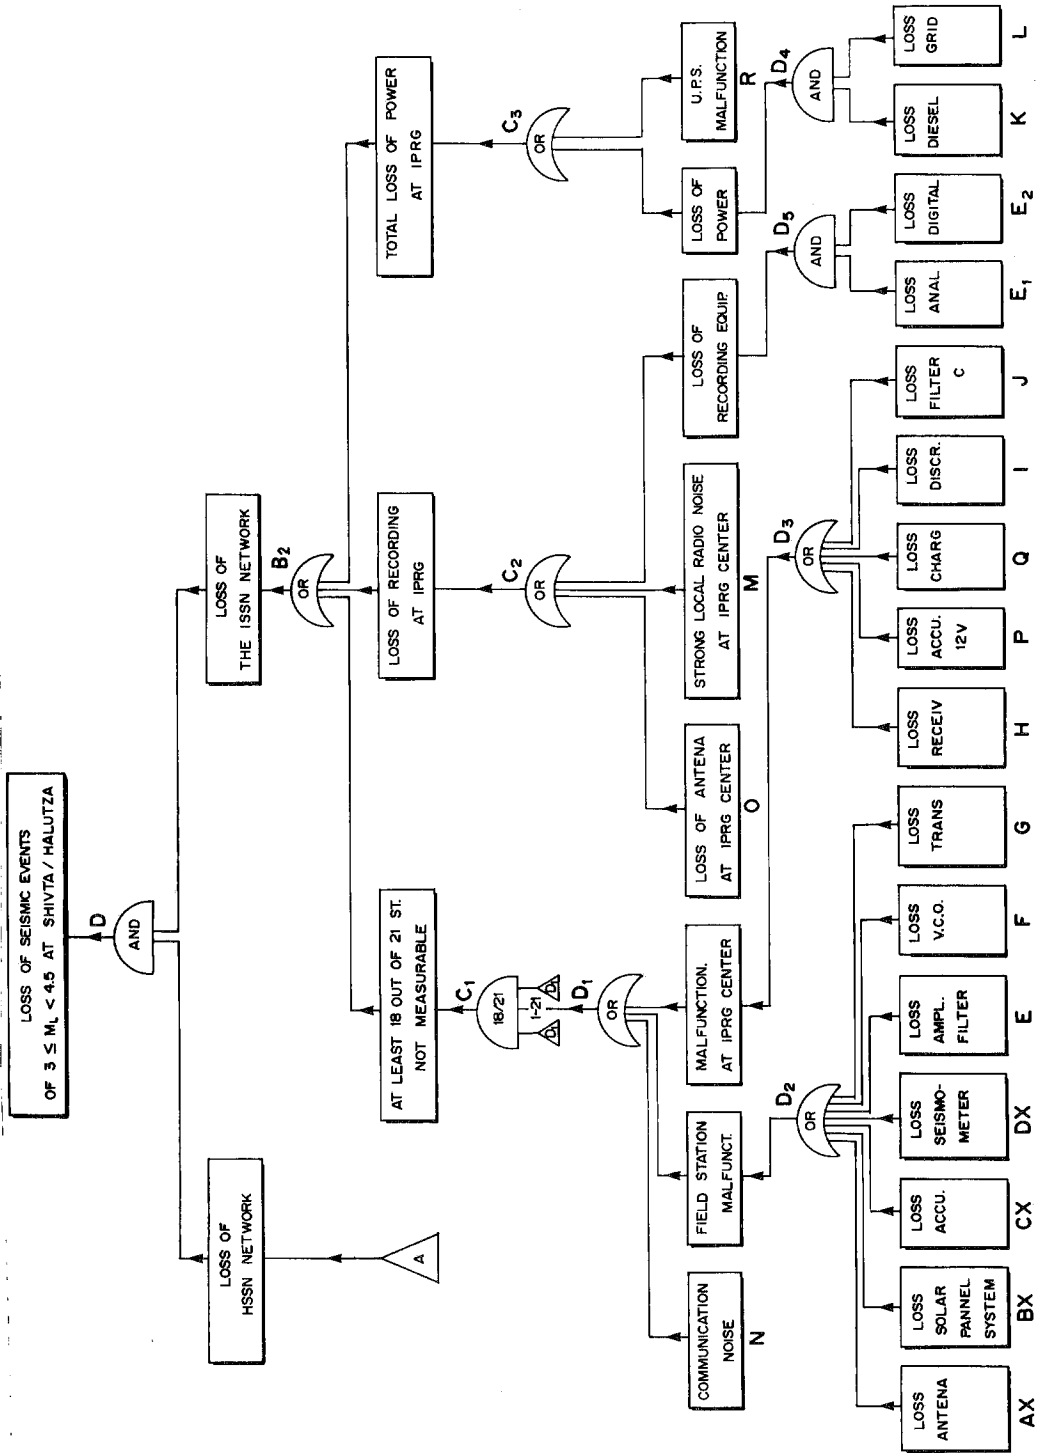 LOSS OF SEISMIC EVENTS
OF 3 ≤ ML < 4.5 AT SHIVTA / HALUTZA
D
AND
LOSS OF
HSSN NETWORK
A
LOSS OF
THE ISSN NETWORK
B2
OR
AT LEAST 18 OUT OF 21 ST.
NOT MEASURABLE
C1
18/21
1-21
D1
D1
D1
OR
LOSS OF RECORDING
AT IPRG
C2
OR
TOTAL LOSS OF POWER
AT IPRG
C3
OR
COMMUNICATION
NOISE
N
FIELD STATION
MALFUNCT.
MALFUNCTION.
AT IPRG CENTER
LOSS OF ANTENA
AT IPRG CENTER
O
STRONG LOCAL RADIO NOISE
AT IPRG CENTER
M
LOSS OF
RECORDING EQUIP.
LOSS OF
POWER
U.P.S.
MALFUNCTION
R
D2
OR
D3
OR
D5
AND
D4
AND
LOSS
ANTENA
AX
LOSS
SOLAR
PANNEL
SYSTEM
BX
LOSS
ACCU.
CX
LOSS
SEISMO-
METER
DX
LOSS
AMPL.
FILTER
E
LOSS
V.C.O.
F
LOSS
TRANS
G
LOSS
RECEIV
H
LOSS
ACCU.
12V
P
LOSS
CHARG
Q
LOSS
DISCR.
I
LOSS
FILTER
C
J
LOSS
ANAL.
E1
LOSS
DIGITAL
E2
LOSS
DIESEL
K
LOSS
GRID
L